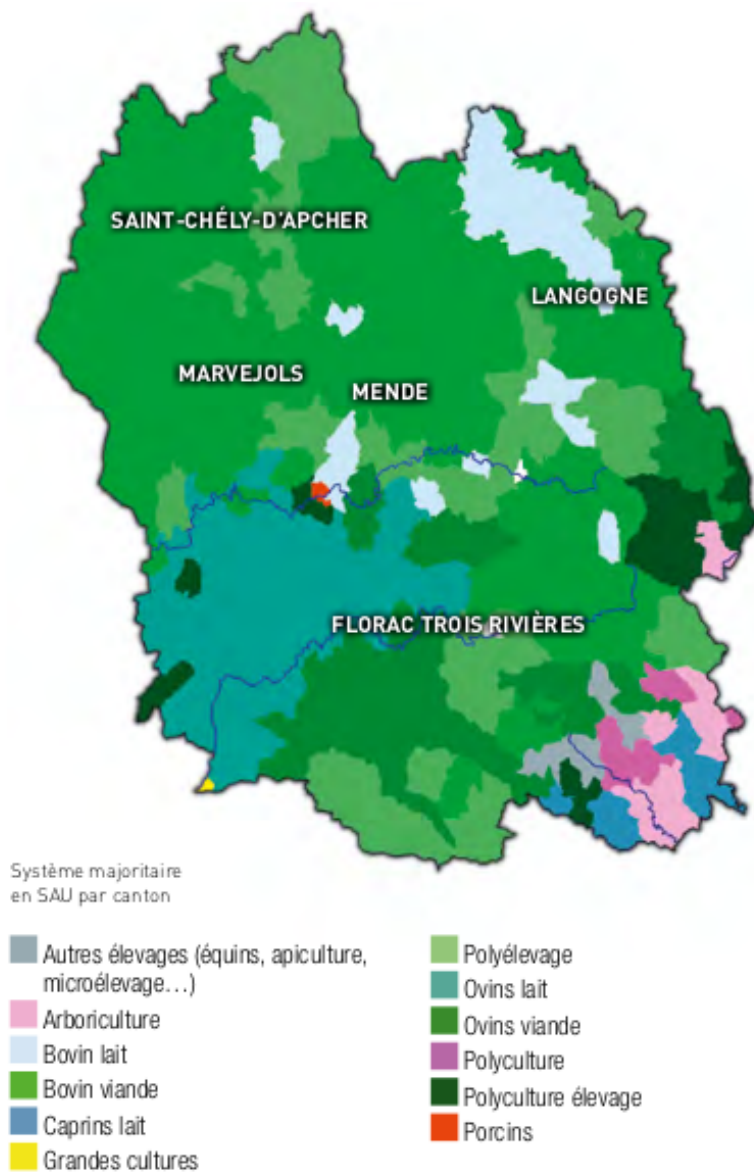 SAINT-CHÉLY-D'APCHER
LANGOGNE
MARVEJOLS
MENDE
FLORAC TROIS RIVIÈRES
Système majoritaire
en SAU par canton
Autres élevages (équins, apiculture,
microélevage...)
Arboriculture
Bovin lait
Bovin viande
Caprins lait
Grandes cultures
Polyélevage
Ovins lait
Ovins viande
Polyculture
Polyculture élevage
Porcins